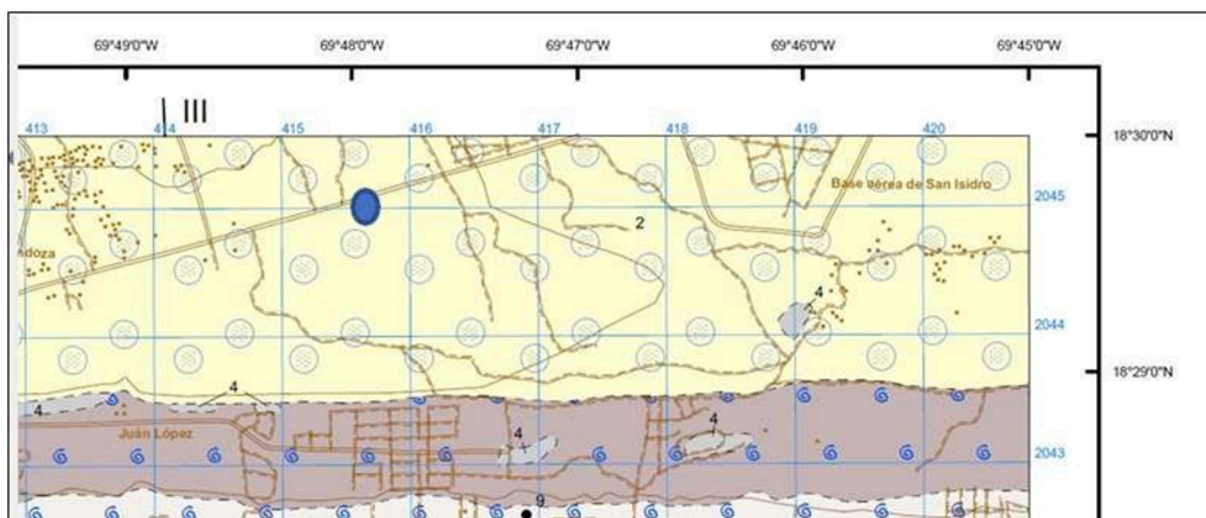 69°49'0"W 69°48'0"W 69°47'0"W 69°46'0"W 69°45'0"W
III
413 414 415 416 417 418 419 420
18°30'0"N
Base aérea de San Isidro
2045
2
ndoza
4
2044
18°29'0"N
4
4
4
4
Juán López
2043
9